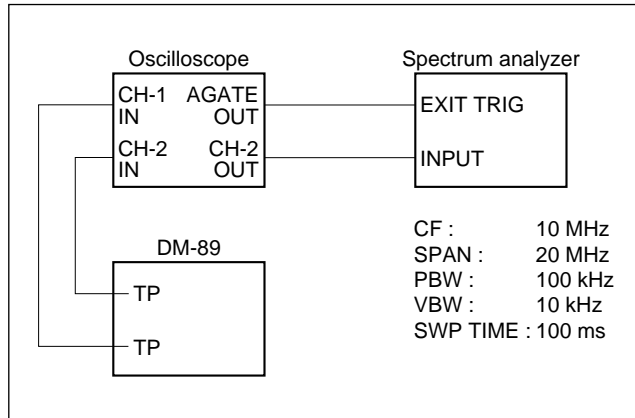 Oscilloscope
Spectrum analyzer
CH-1 IN
AGATE OUT
CH-2 IN
CH-2 OUT
EXIT TRIG
INPUT
DM-89
TP
TP
CF : 10 MHz
SPAN : 20 MHz
PBW : 100 kHz
VBW : 10 kHz
SWP TIME : 100 ms